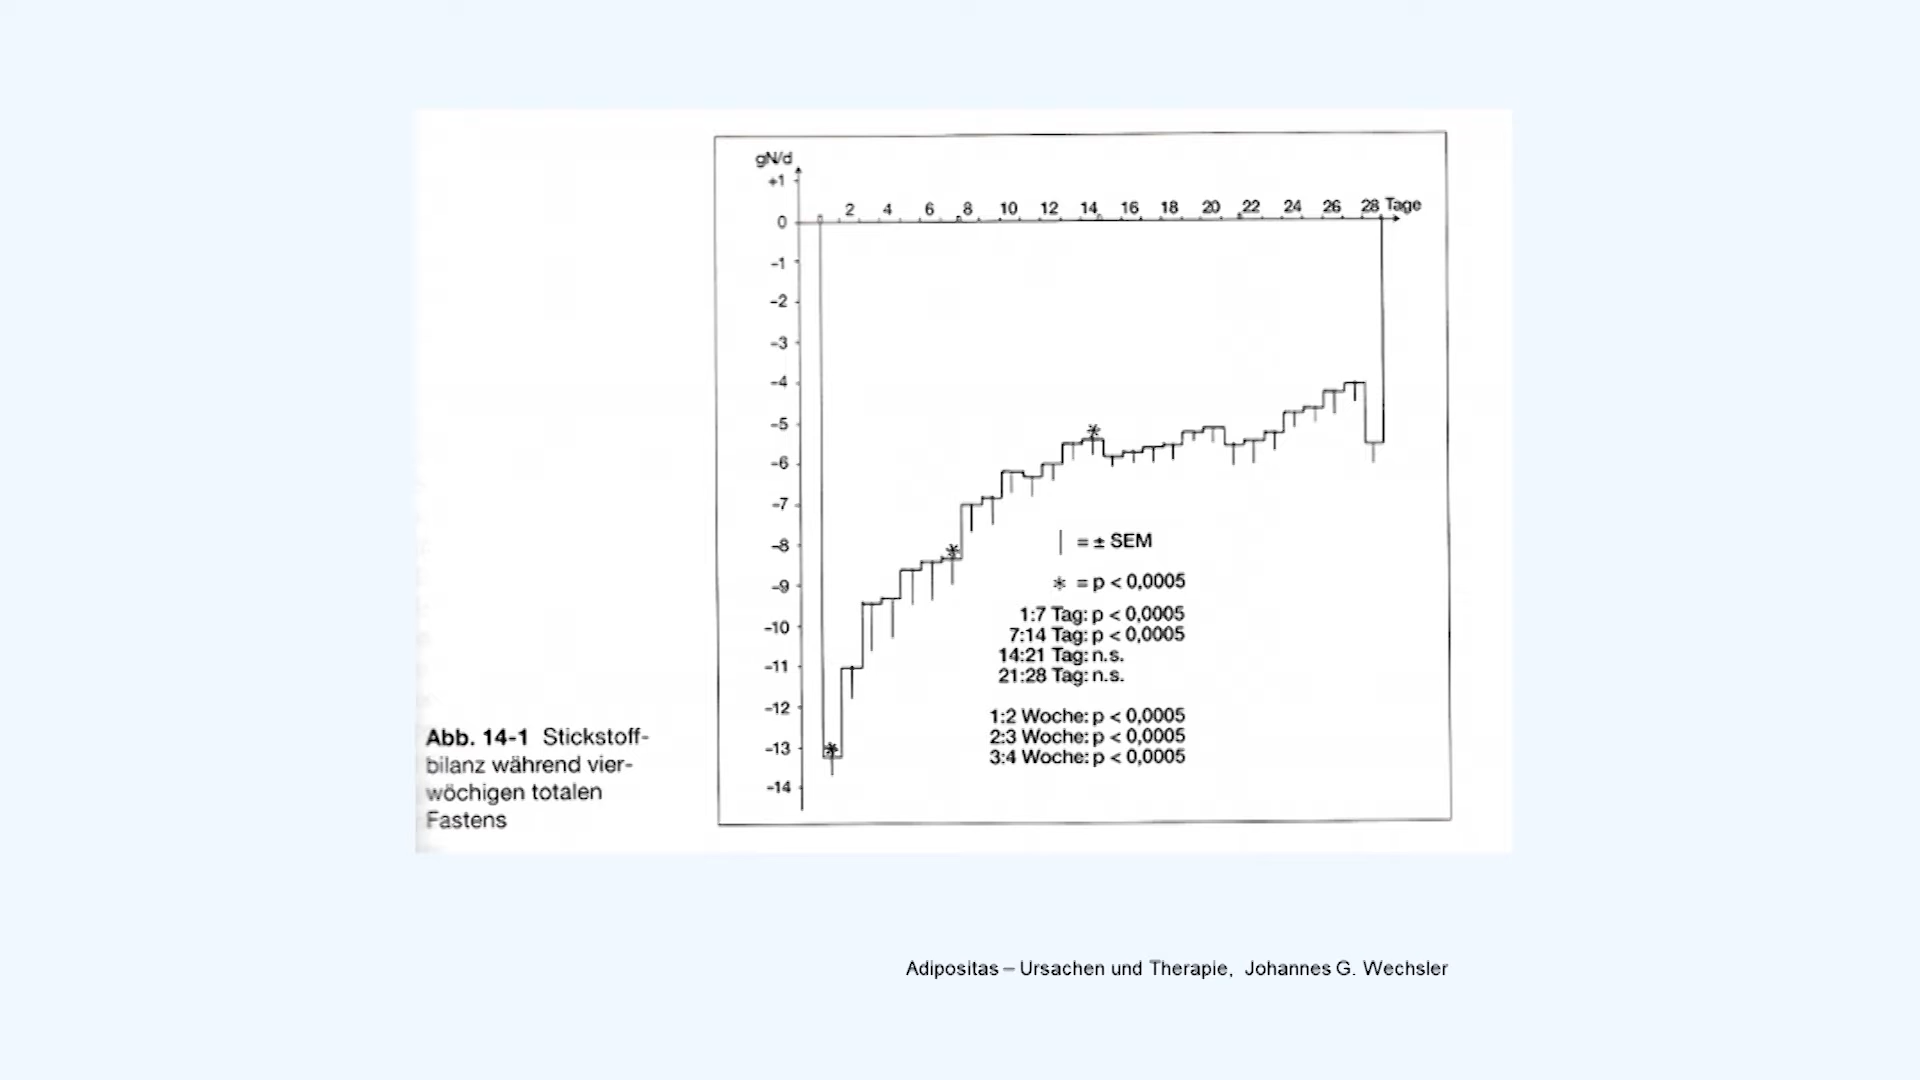 gN/d
+1
2 4 6 8 10 12 14 16 18 20 22 24 26 28 Tage
0
-1
-2
-3
-4
-5
-6
-7
-8
-9
-10
-11
-12
-13
-14
| = ± SEM
* = p < 0,0005
1:7 Tag: p < 0,0005
7:14 Tag: p < 0,0005
14:21 Tag: n.s.
21:28 Tag: n.s.
1:2 Woche: p < 0,0005
2:3 Woche: p < 0,0005
3:4 Woche: p < 0,0005
Abb. 14-1 Stickstoff-
bilanz während vier-
wöchigen totalen
Fastens
Adipositas – Ursachen und Therapie, Johannes G. Wechsler